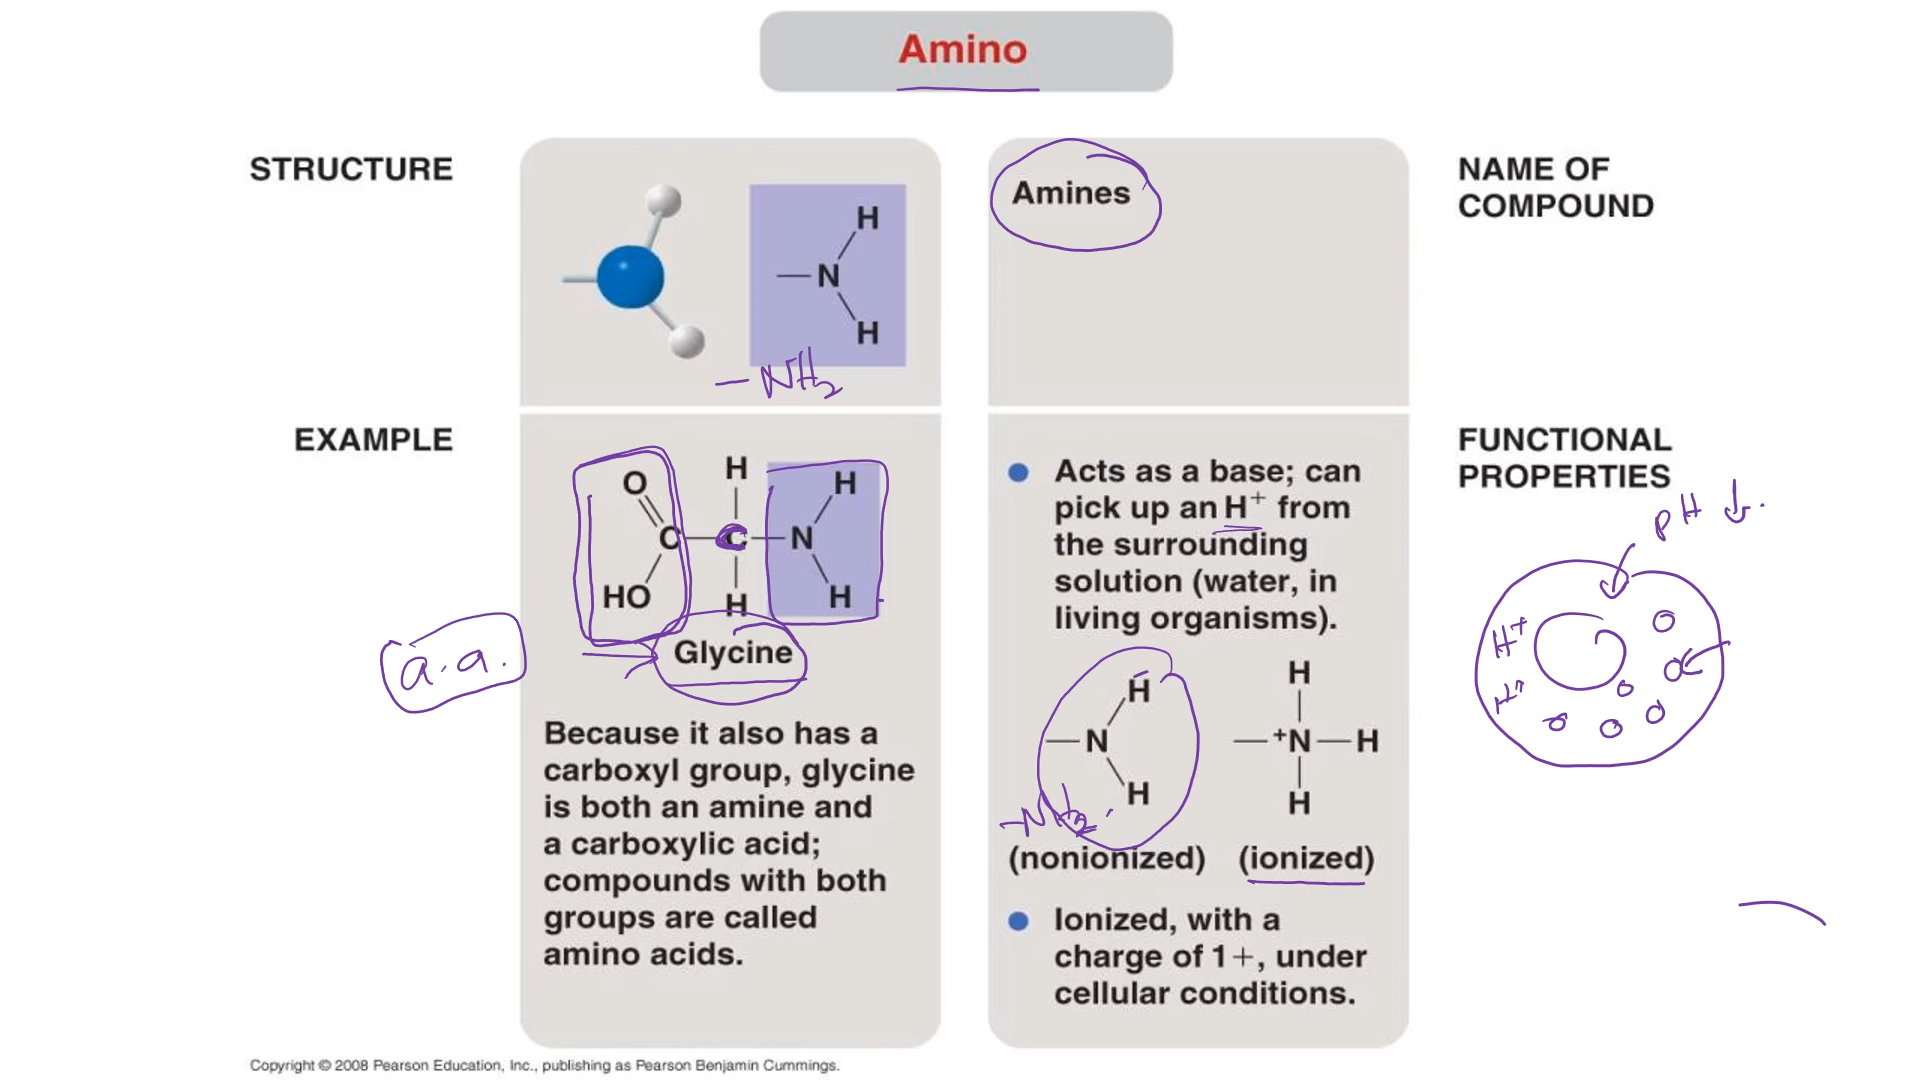 Amino
STRUCTURE
H
N
H
– NH₂
Amines
NAME OF
COMPOUND
EXAMPLE
O
H
H
C
C
N
HO
H
H
Glycine
a.a.
Because it also has a
carboxyl group, glycine
is both an amine and
a carboxylic acid;
compounds with both
groups are called
amino acids.
Acts as a base; can
pick up an H⁺ from
the surrounding
solution (water, in
living organisms).
H
N
H
–NH₂
(nonionized)
H
⁺N
H
H
(ionized)
Ionized, with a
charge of 1+, under
cellular conditions.
FUNCTIONAL
PROPERTIES
pH ↓
H⁺
H⁺
Copyright © 2008 Pearson Education, Inc., publishing as Pearson Benjamin Cummings.